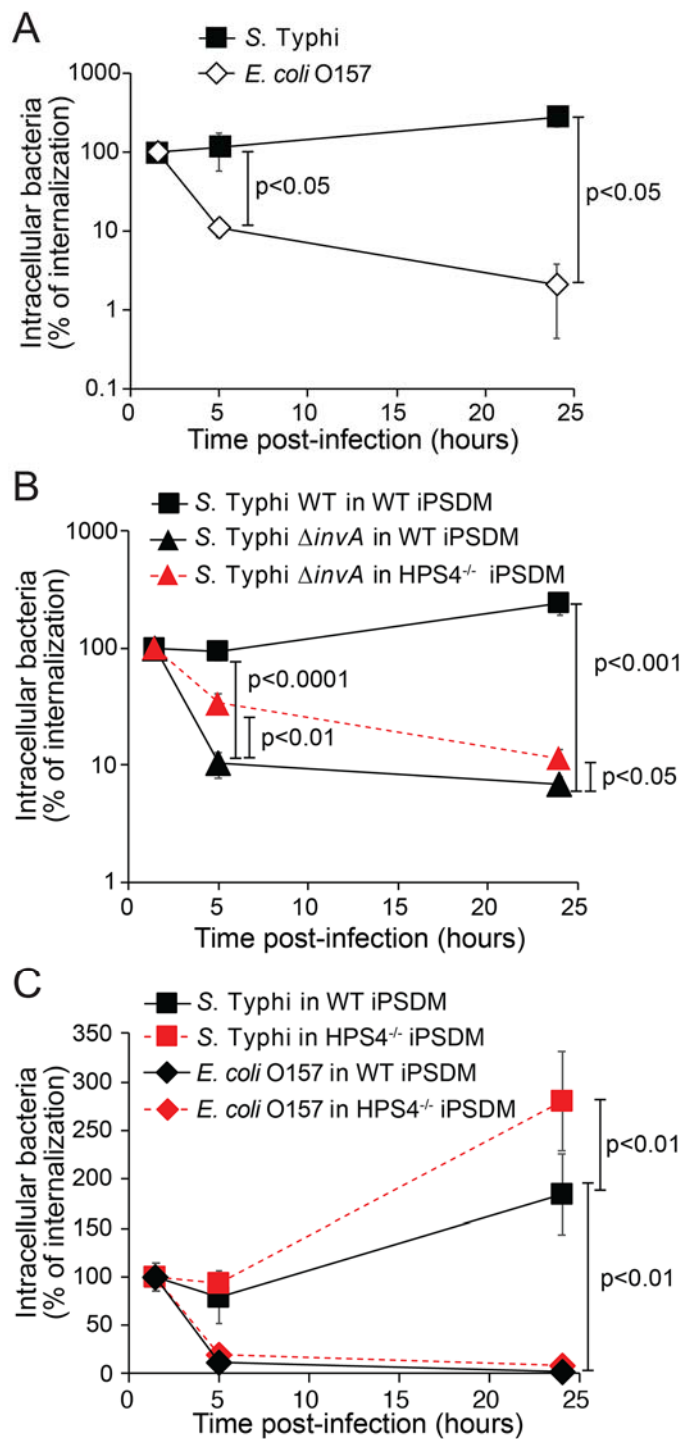 A
S. Typhi
E. coli O157
Intracellular bacteria
(% of internalization)
1000
100
10
1
0.1
p<0.05
p<0.05
0 5 10 15 20 25
Time post-infection (hours)
B
S. Typhi WT in WT iPSDM
S. Typhi ΔinvA in WT iPSDM
S. Typhi ΔinvA in HPS4-/- iPSDM
Intracellular bacteria
(% of internalization)
1000
100
10
1
p<0.0001
p<0.01
p<0.001
p<0.05
0 5 10 15 20 25
Time post-infection (hours)
C
S. Typhi in WT iPSDM
S. Typhi in HPS4-/- iPSDM
E. coli O157 in WT iPSDM
E. coli O157 in HPS4-/- iPSDM
Intracellular bacteria
(% of internalization)
350
300
250
200
150
100
50
0
p<0.01
p<0.01
0 5 10 15 20 25
Time post-infection (hours)